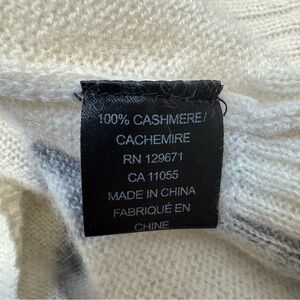 100% CASHMERE/
CACHEMIRE
RN 129671
CA 11055
MADE IN CHINA
FABRIQUÉ EN
CHINE